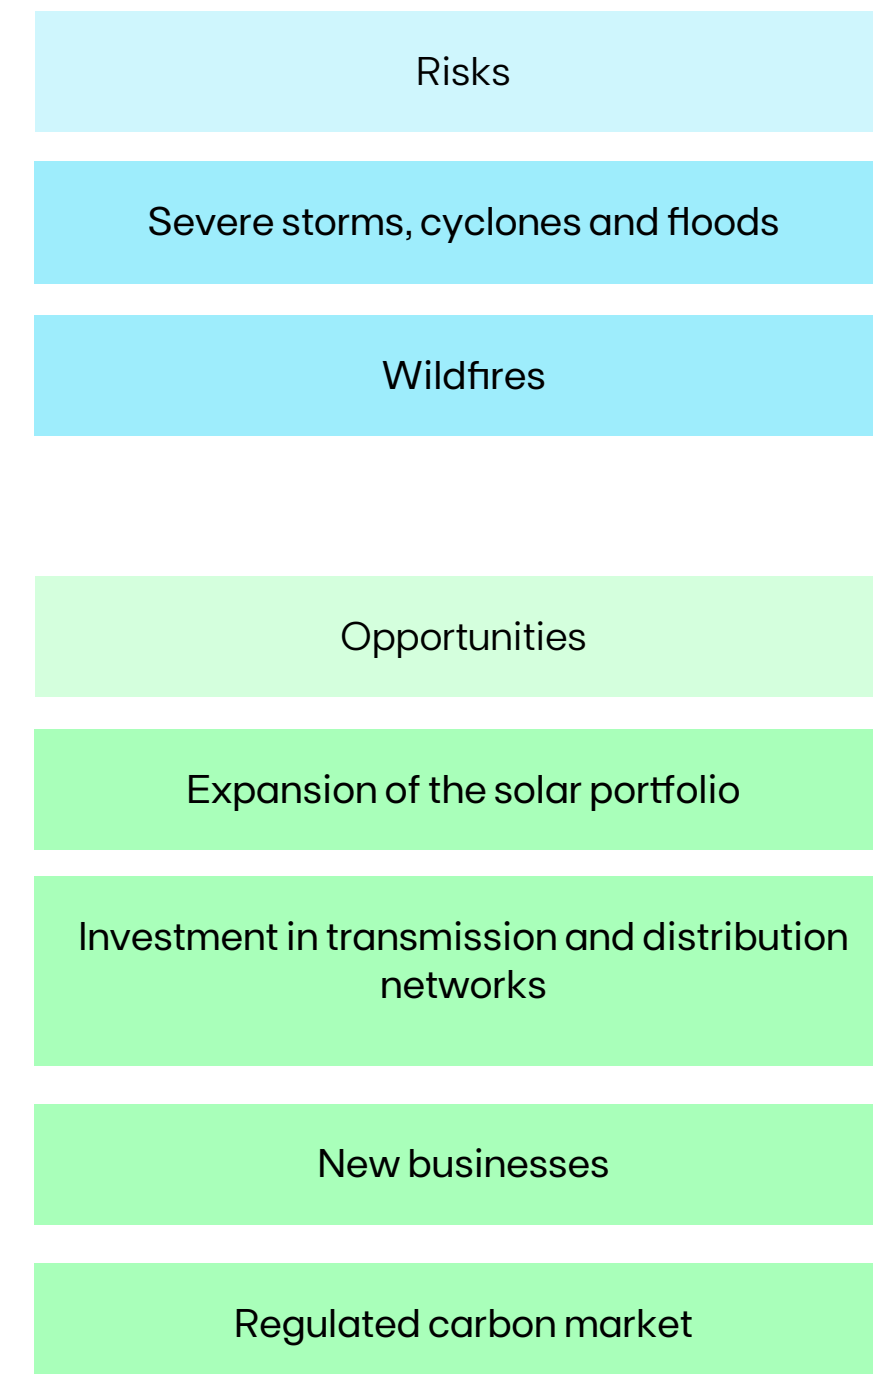 Risks
Severe storms, cyclones and floods
Wildfires
Opportunities
Expansion of the solar portfolio
Investment in transmission and distribution
networks
New businesses
Regulated carbon market